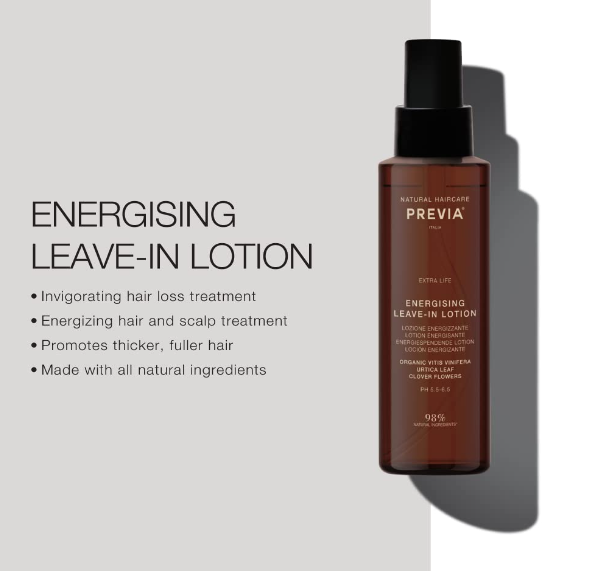 ENERGISING
LEAVE-IN LOTION
• Invigorating hair loss treatment
• Energizing hair and scalp treatment
• Promotes thicker, fuller hair
• Made with all natural ingredients
NATURAL HAIRCARE
PREVIA®
ITALIA
EXTRA LIFE
ENERGISING
LEAVE-IN LOTION
LOZIONE ENERGIZZANTE
LOTION ENERGISANTE
ENERGIESPENDENDE LOTION
LOCIÓN ENERGIZANTE
ORGANIC VITIS VINIFERA
URTICA LEAF
CLOVER FLOWERS
PH 5.5-6.5
98%
NATURAL INGREDIENTS*